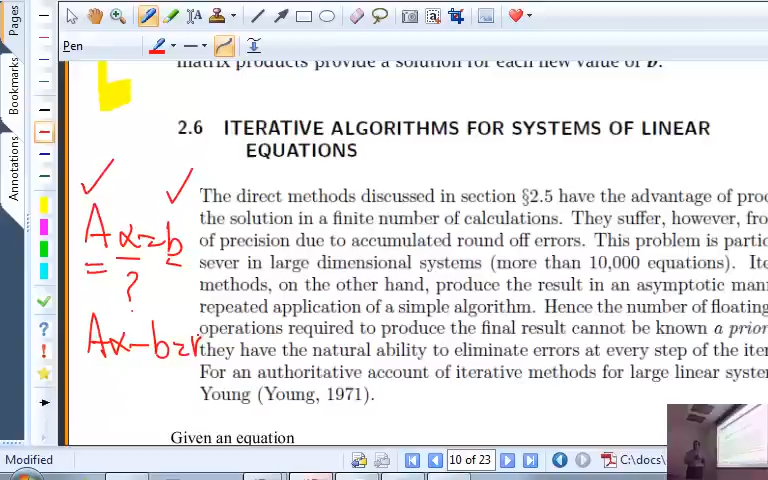 Pages
Bookmarks
Annotations
Pen
matrix products provide a solution for each new value of b.
2.6 ITERATIVE ALGORITHMS FOR SYSTEMS OF LINEAR
EQUATIONS
The direct methods discussed in section §2.5 have the advantage of prod
the solution in a finite number of calculations. They suffer, however, fro
of precision due to accumulated round off errors. This problem is partic
sever in large dimensional systems (more than 10,000 equations). Ite
methods, on the other hand, produce the result in an asymptotic man
repeated application of a simple algorithm. Hence the number of floating
operations required to produce the final result cannot be known a prior
they have the natural ability to eliminate errors at every step of the iter
For an authoritative account of iterative methods for large linear syste
Young (Young, 1971).
Given an equation
A x = b
?
Ax - b = r
Modified
10 of 23
C:\docs\